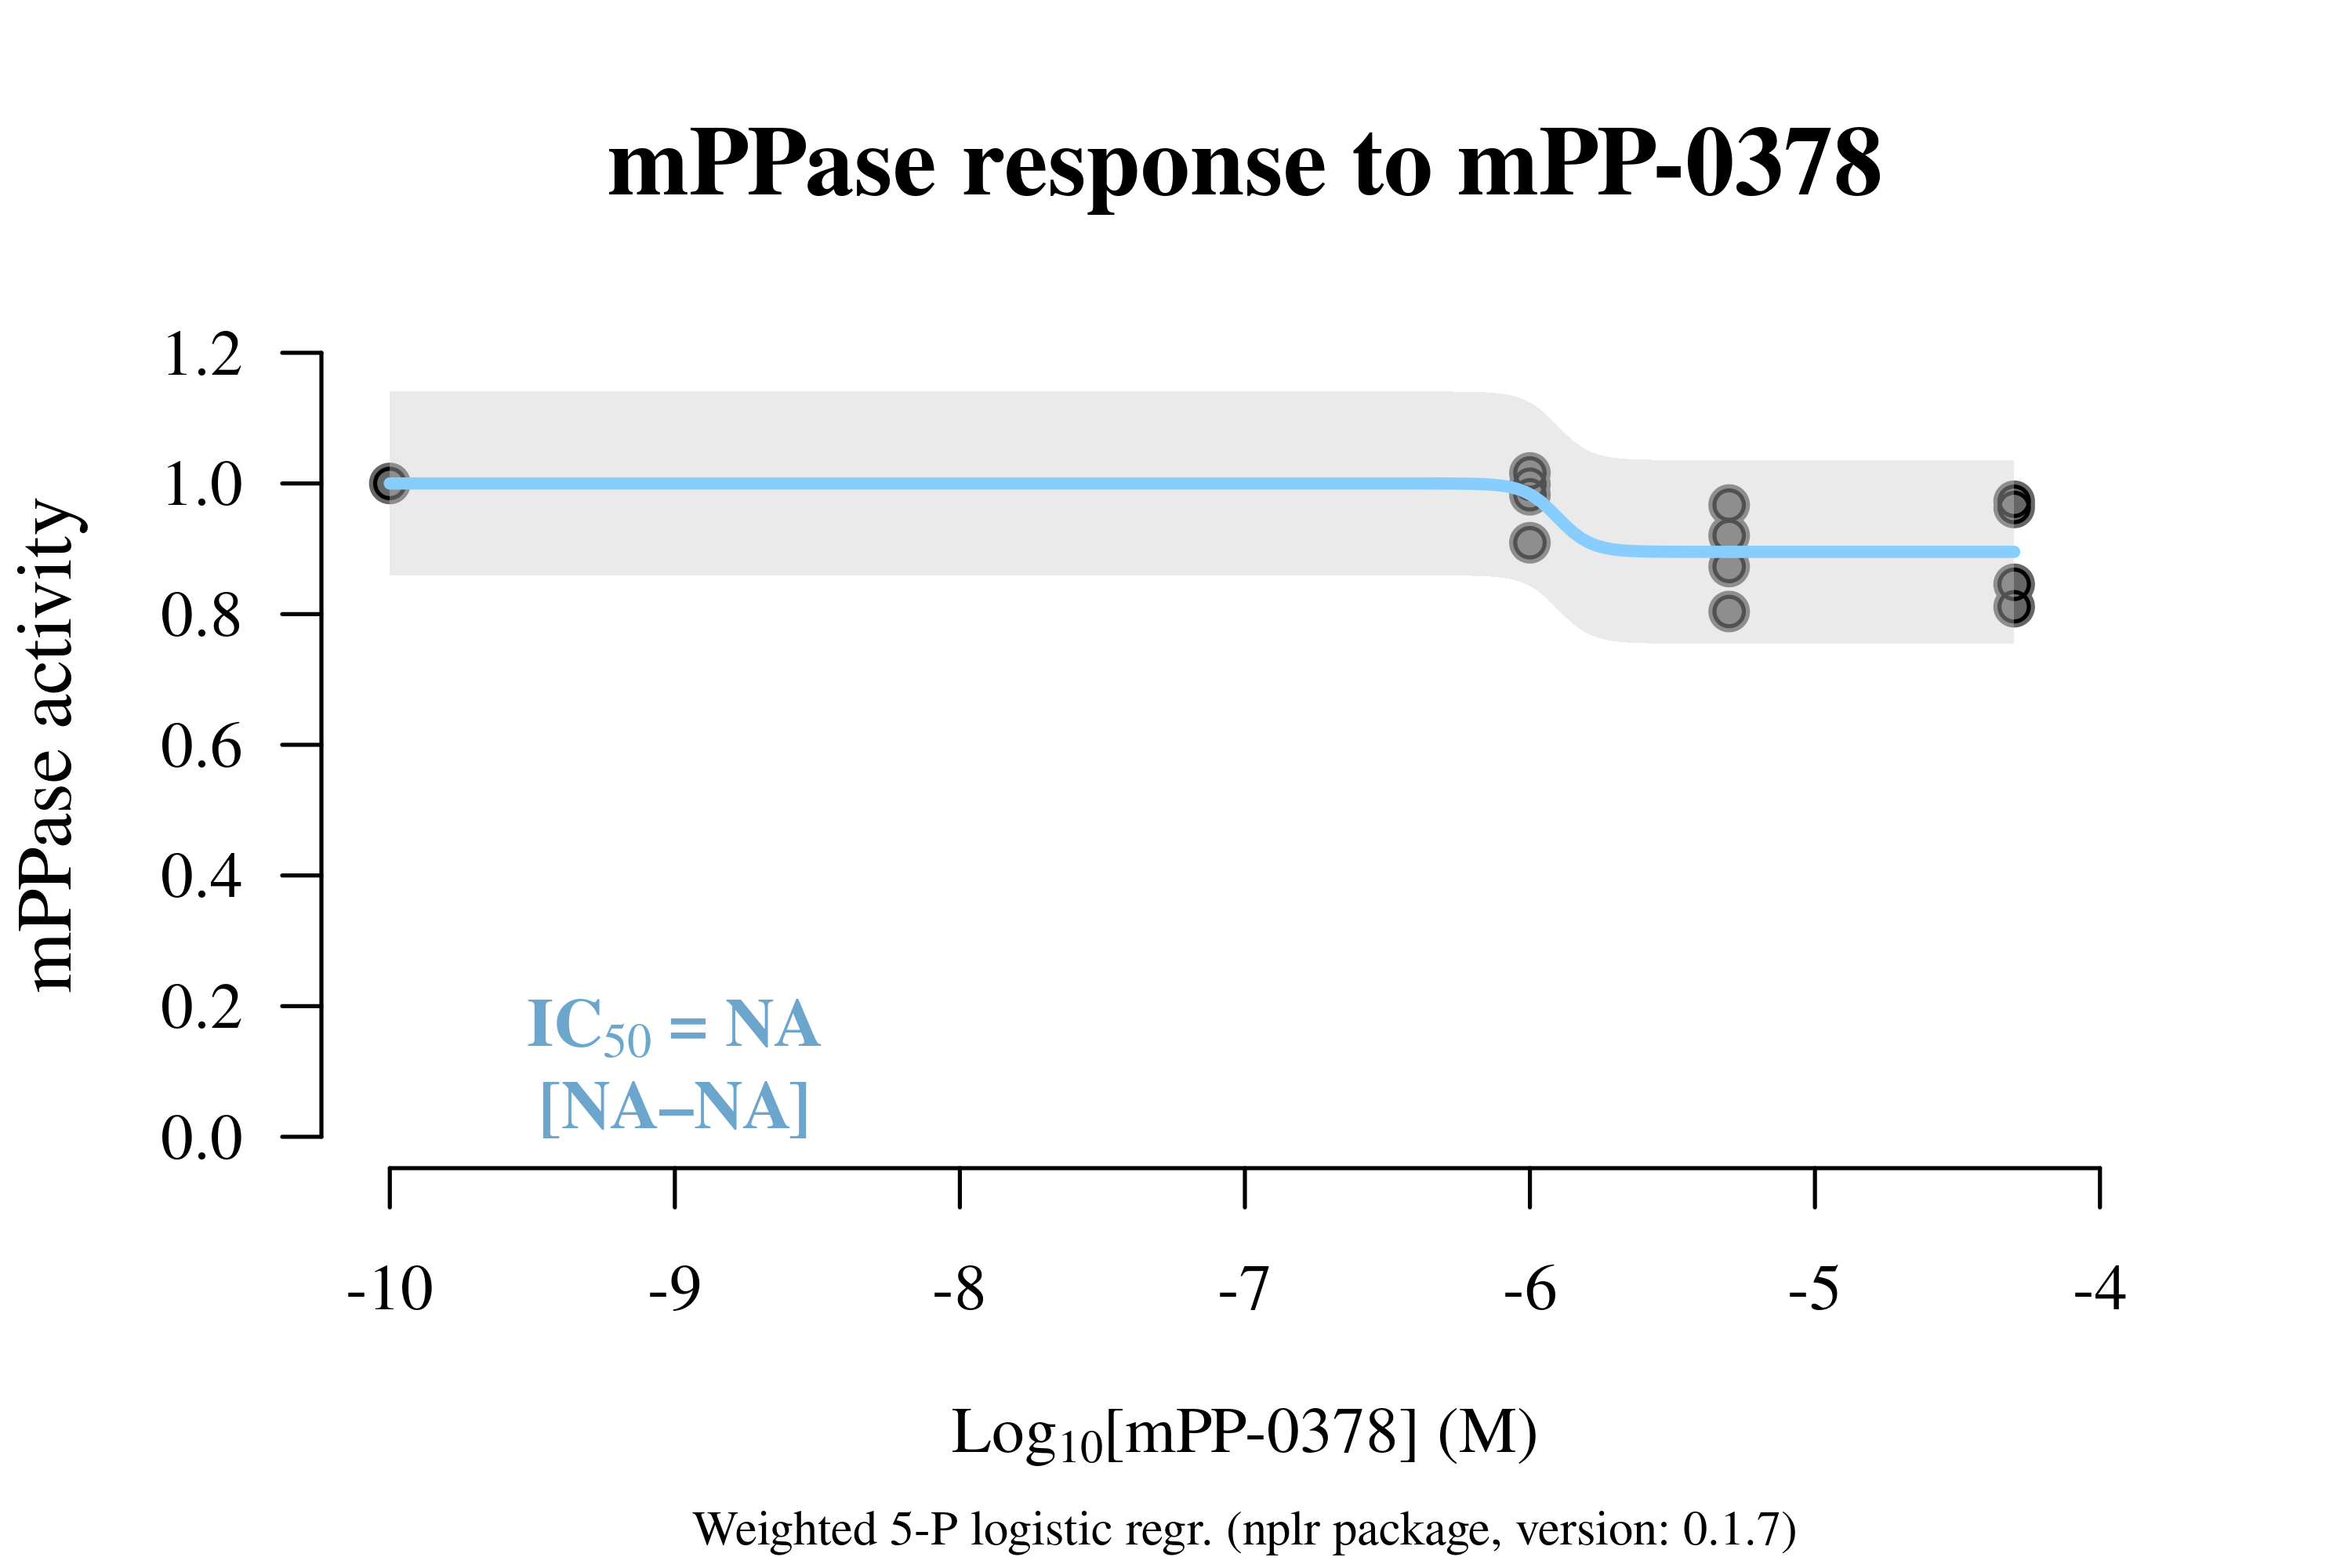 mPPase response to mPP-0378
mPPase activity
1.2
1.0
0.8
0.6
0.4
0.2
0.0
IC50 = NA
[NA–NA]
-10 -9 -8 -7 -6 -5 -4
Log10[mPP-0378] (M)
Weighted 5-P logistic regr. (nplr package, version: 0.1.7)